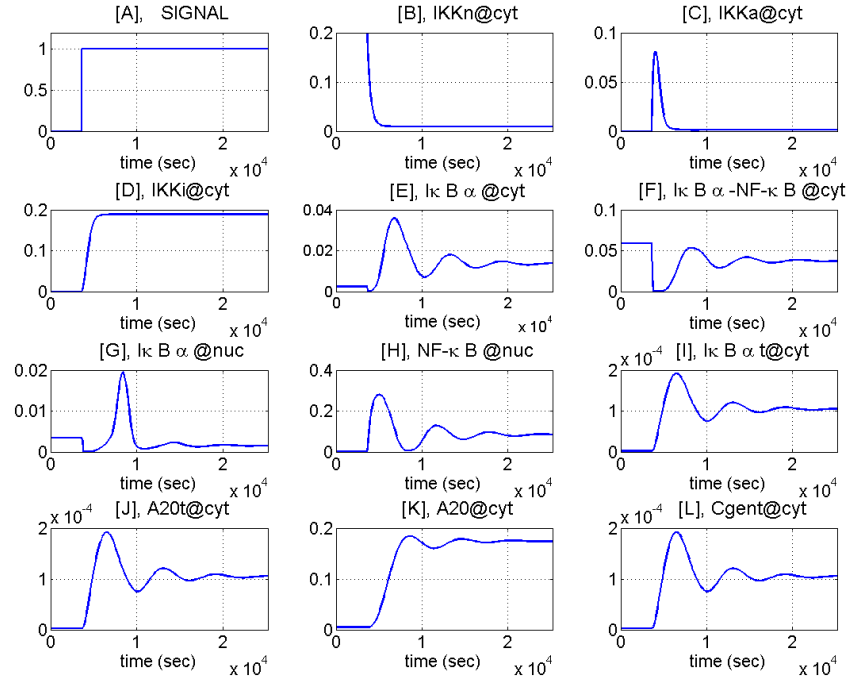 [A], SIGNAL
1
0.5
0
0 1 2
time (sec)
x 10^4
[B], IKKn@cyt
0.2
0.1
0
0 1 2
time (sec)
x 10^4
[C], IKKa@cyt
0.1
0.05
0
0 1 2
time (sec)
x 10^4
[D], IKKi@cyt
0.2
0.1
0
0 1 2
time (sec)
x 10^4
[E], Iκ B α @cyt
0.04
0.02
0
0 1 2
time (sec)
x 10^4
[F], Iκ B α -NF-κ B @cyt
0.1
0.05
0
0 1 2
time (sec)
x 10^4
[G], Iκ B α @nuc
0.02
0.01
0
0 1 2
time (sec)
x 10^4
[H], NF-κ B @nuc
0.4
0.2
0
0 1 2
time (sec)
x 10^4
[I], Iκ B α t@cyt
x 10^-4
2
1
0
0 1 2
time (sec)
x 10^4
[J], A20t@cyt
x 10^-4
2
1
0
0 1 2
time (sec)
x 10^4
[K], A20@cyt
0.2
0.1
0
0 1 2
time (sec)
x 10^4
[L], Cgent@cyt
x 10^-4
2
1
0
0 1 2
time (sec)
x 10^4